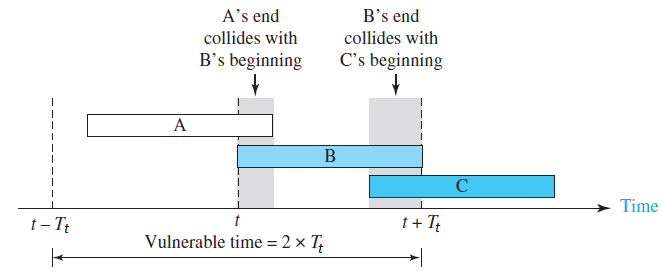 A's end
collides with
B's beginning
B's end
collides with
C's beginning
A
B
C
Time
t – Tt
t
t + Tt
Vulnerable time = 2 × Tt